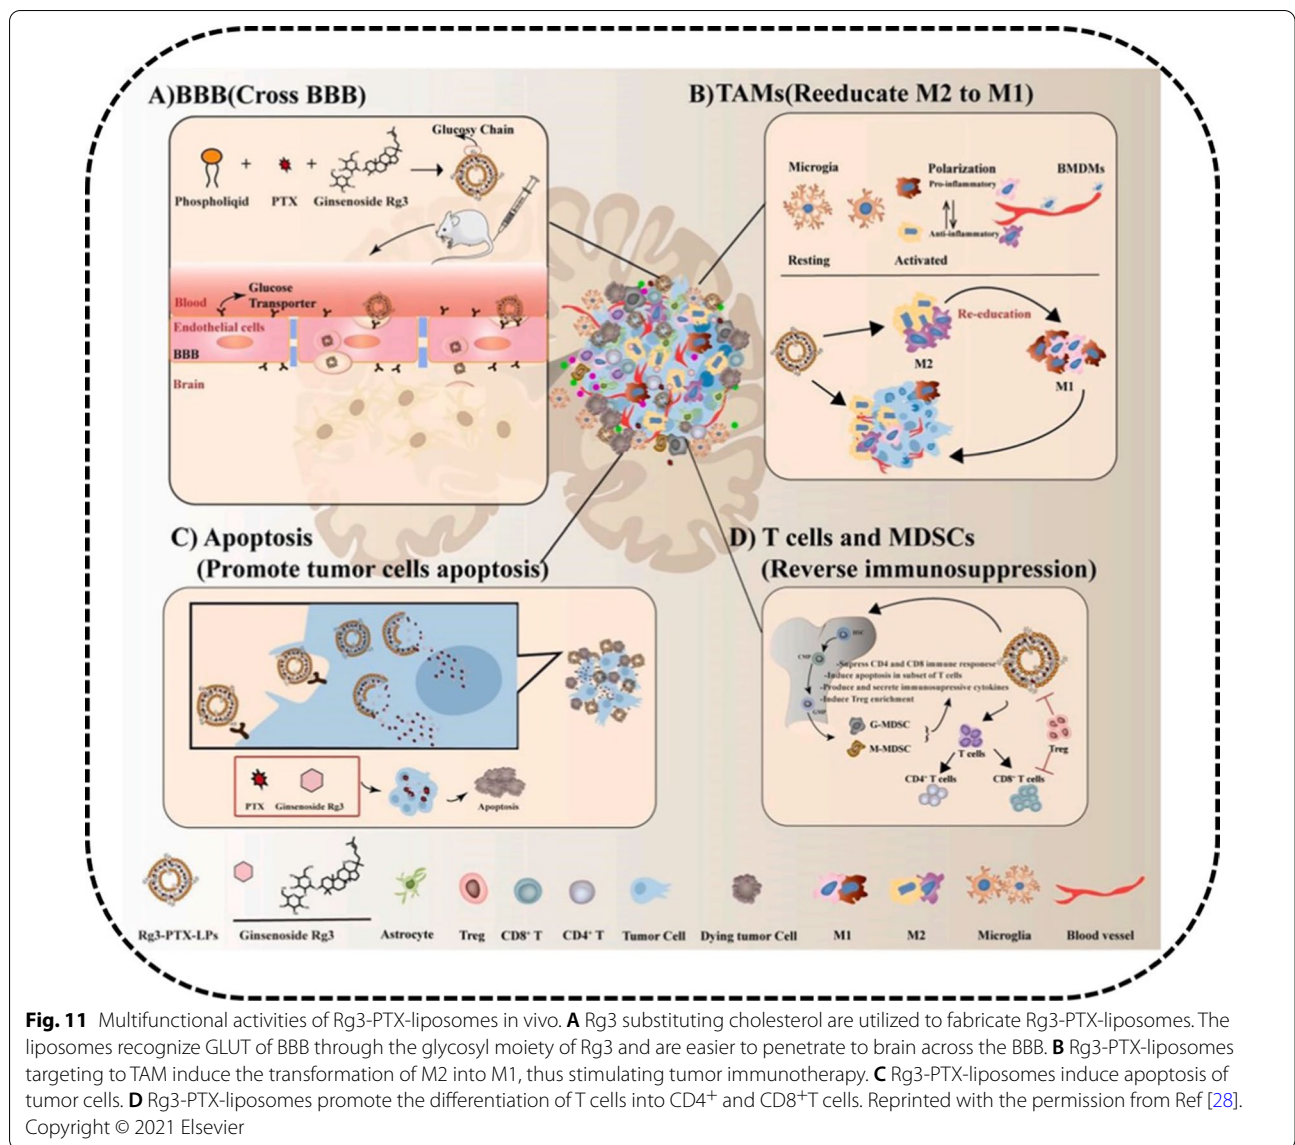 A)BBB(Cross BBB)
Glucosy Chain
+
+
Phospholiqid
PTX
Ginsenoside Rg3
Glucose
Transporter
Blood
Endothelial cells
BBB
Brain
B)TAMs(Reeducate M2 to M1)
Microgia
Polarization
BMDMs
Pro-inflammatory
Anti-inflammatory
Resting
Activated
Re-education
M2
M1
C) Apoptosis
(Promote tumor cells apoptosis)
PTX
Ginsenoside Rg3
Apoptosis
D) T cells and MDSCs
(Reverse immunosuppression)
HSC
CMP
GMP
-Supress CD4 and CD8 immune responese
-Induce apoptosis in subset of T cells
-Produce and secrete immunosupressive cytokines
-Induce Treg enrichment
G-MDSC
M-MDSC
T cells
Treg
CD4⁺ T cells
CD8⁺ T cells
Rg3-PTX-LPs
Ginsenoside Rg3
Astrocyte
Treg
CD8⁺ T
CD4⁺ T
Tumor Cell
Dying tumor Cell
M1
M2
Microglia
Blood vessel
Fig. 11 Multifunctional activities of Rg3-PTX-liposomes in vivo. A Rg3 substituting cholesterol are utilized to fabricate Rg3-PTX-liposomes. The
liposomes recognize GLUT of BBB through the glycosyl moiety of Rg3 and are easier to penetrate to brain across the BBB. B Rg3-PTX-liposomes
targeting to TAM induce the transformation of M2 into M1, thus stimulating tumor immunotherapy. C Rg3-PTX-liposomes induce apoptosis of
tumor cells. D Rg3-PTX-liposomes promote the differentiation of T cells into CD4⁺ and CD8⁺T cells. Reprinted with the permission from Ref [28].
Copyright © 2021 Elsevier